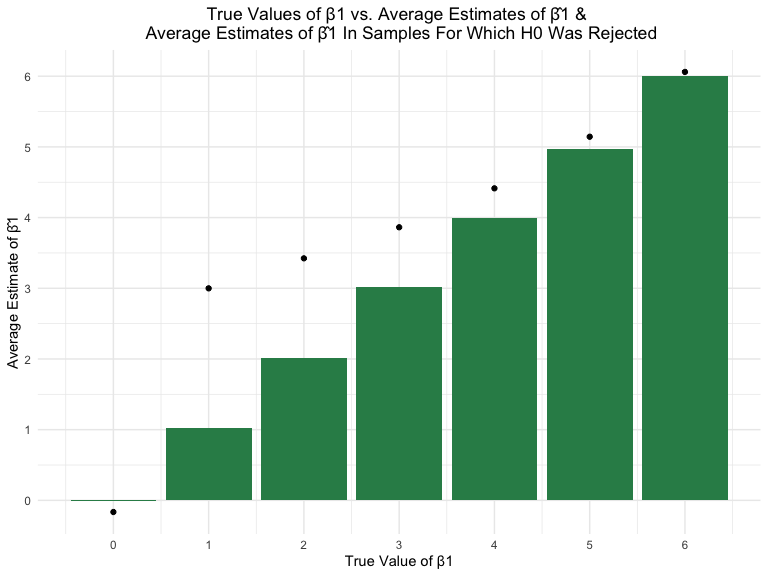 True Values of β1 vs. Average Estimates of β̂1 &
Average Estimates of β̂1 In Samples For Which H0 Was Rejected
Average Estimate of β̂1
6
5
4
3
2
1
0
0 1 2 3 4 5 6
True Value of β1